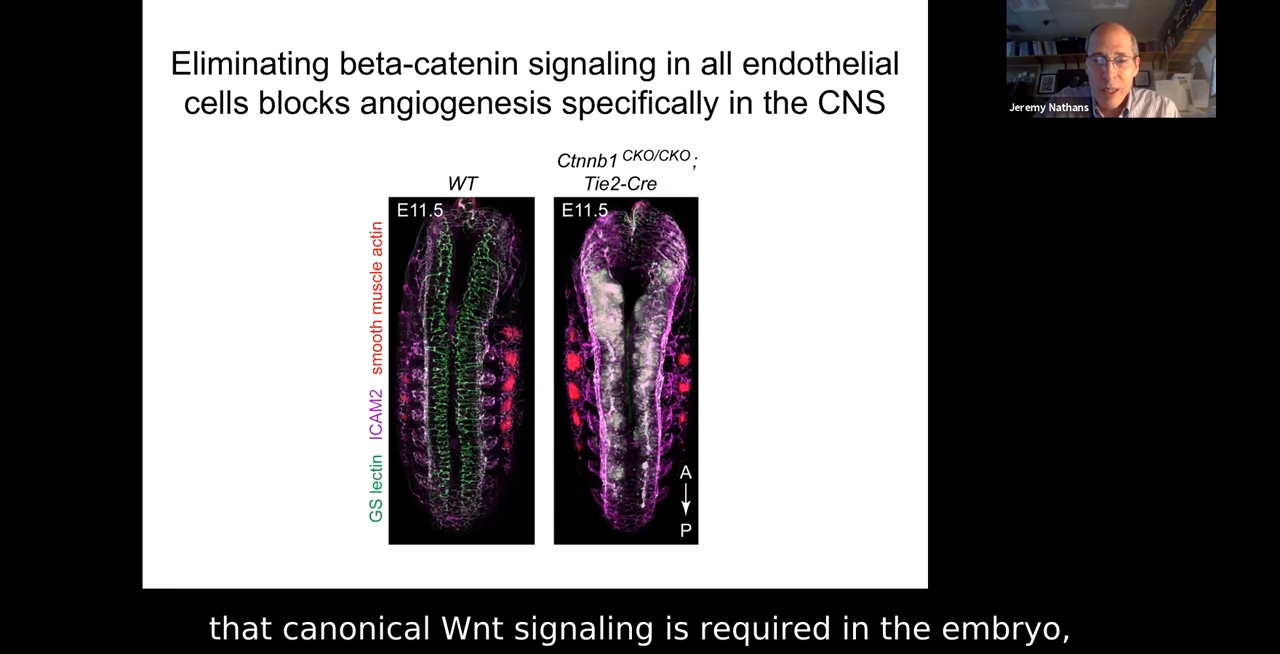 Eliminating beta-catenin signaling in all endothelial
cells blocks angiogenesis specifically in the CNS
Jeremy Nathans
WT
Ctnnb1 CKO/CKO;
Tie2-Cre
E11.5
E11.5
GS lectin ICAM2 smooth muscle actin
A
P
that canonical Wnt signaling is required in the embryo,